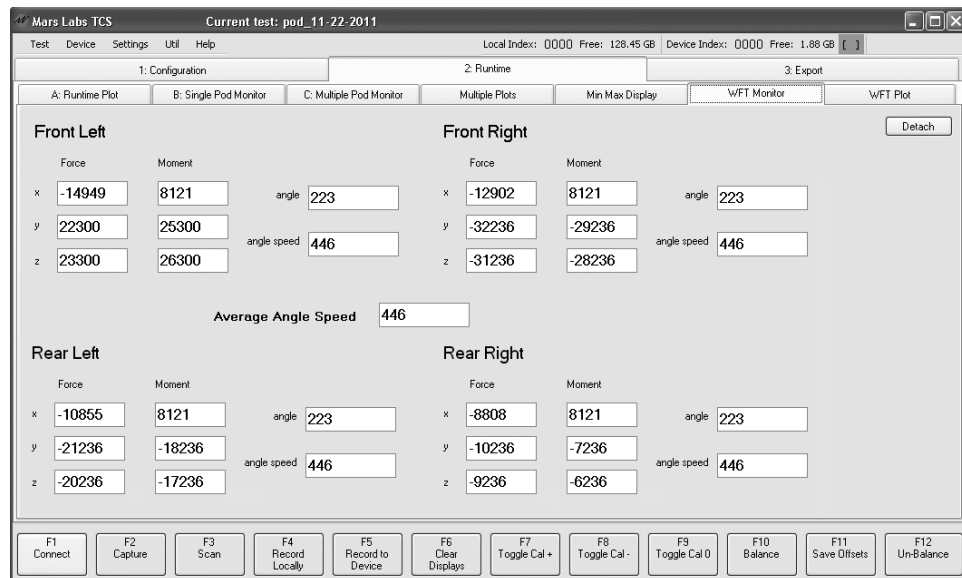 Mars Labs TCS Current test: pod_11-22-2011
Test Device Settings Util Help Local Index: 0000 Free: 128.45 GB Device Index: 0000 Free: 1.88 GB [ ]
1: Configuration 2: Runtime 3: Export
A: Runtime Plot B: Single Pod Monitor C: Multiple Pod Monitor Multiple Plots Min Max Display WFT Monitor WFT Plot
Detach
Front Left
Force Moment
x -14949 8121 angle 223
y 22300 25300 angle speed 446
z 23300 26300
Front Right
Force Moment
x -12902 8121 angle 223
y -32236 -29236 angle speed 446
z -31236 -28236
Average Angle Speed 446
Rear Left
Force Moment
x -10855 8121 angle 223
y -21236 -18236 angle speed 446
z -20236 -17236
Rear Right
Force Moment
x -8808 8121 angle 223
y -10236 -7236 angle speed 446
z -9236 -6236
F1 Connect
F2 Capture
F3 Scan
F4 Record Locally
F5 Record to Device
F6 Clear Displays
F7 Toggle Cal +
F8 Toggle Cal -
F9 Toggle Cal 0
F10 Balance
F11 Save Offsets
F12 Un-Balance